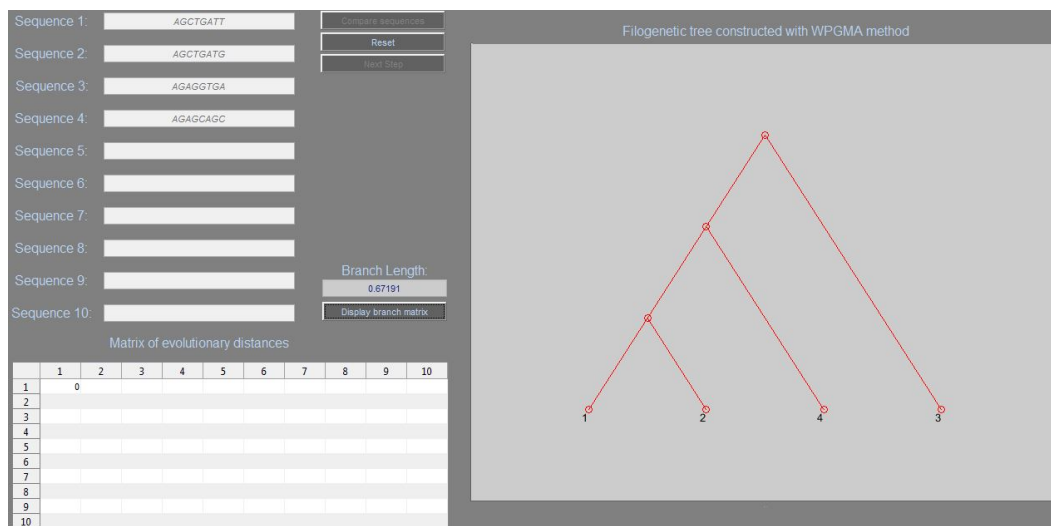 Sequence 1: AGCTGATT
Sequence 2: AGCTGATG
Sequence 3: AGAGGTGA
Sequence 4: AGAGCAGC
Sequence 5:
Sequence 6:
Sequence 7:
Sequence 8:
Sequence 9:
Sequence 10:
Compare sequences
Reset
Next Step
Branch Length:
0.67191
Display branch matrix
Matrix of evolutionary distances
1 2 3 4 5 6 7 8 9 10
1 0
2
3
4
5
6
7
8
9
10
Filogenetic tree constructed with WPGMA method
1 2 4 3